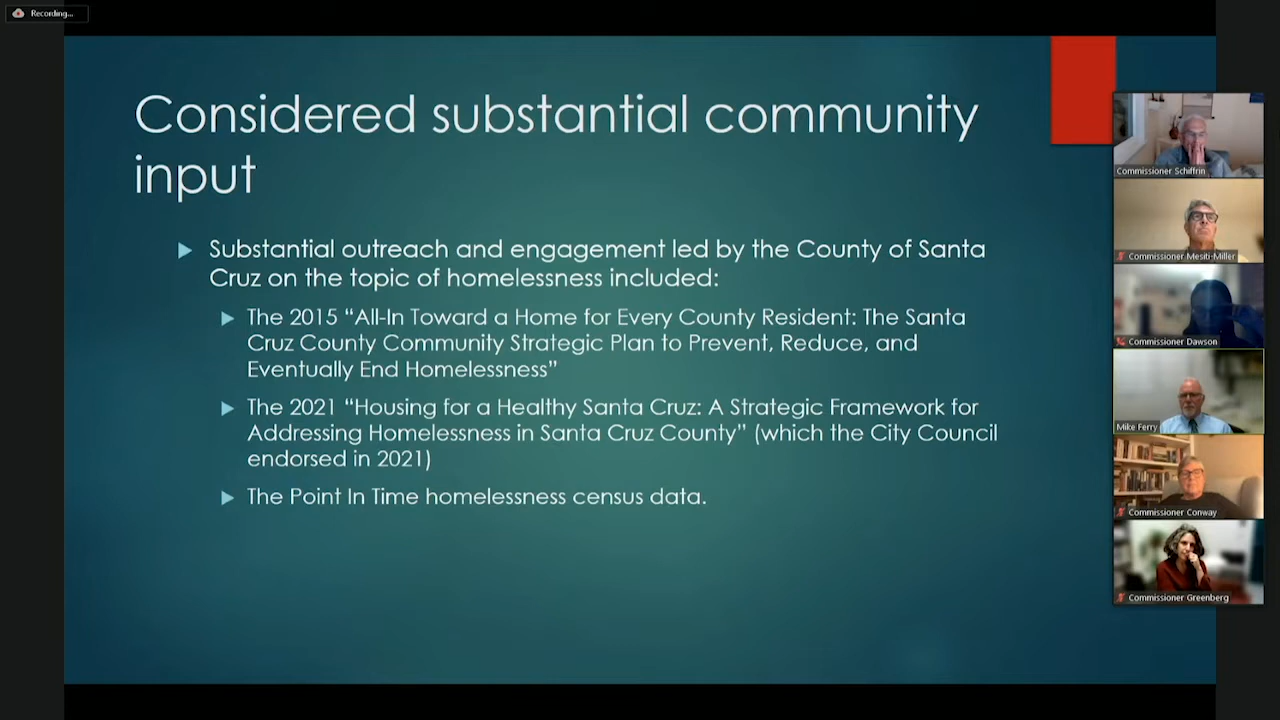 Recording...
Considered substantial community
input
Substantial outreach and engagement led by the County of Santa
Cruz on the topic of homelessness included:
The 2015 “All-In Toward a Home for Every County Resident: The Santa
Cruz County Community Strategic Plan to Prevent, Reduce, and
Eventually End Homelessness”
The 2021 “Housing for a Healthy Santa Cruz: A Strategic Framework for
Addressing Homelessness in Santa Cruz County” (which the City Council
endorsed in 2021)
The Point In Time homelessness census data.
Commissioner Schiffrin
Commissioner Mesiti-Miller
Commissioner Dawson
Mike Ferry
Commissioner Conway
Commissioner Greenberg